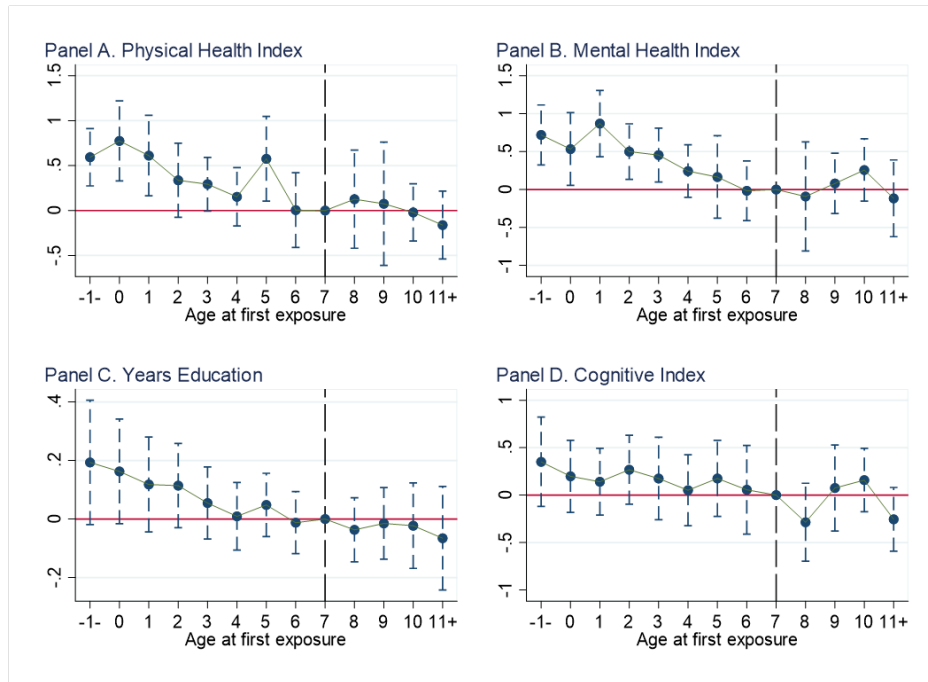 Panel A. Physical Health Index
1.5
1
.5
0
-.5
-1- 0 1 2 3 4 5 6 7 8 9 10 11+
Age at first exposure
Panel B. Mental Health Index
1.5
1
.5
0
-.5
-1
-1- 0 1 2 3 4 5 6 7 8 9 10 11+
Age at first exposure
Panel C. Years Education
.4
.2
0
-.2
-1- 0 1 2 3 4 5 6 7 8 9 10 11+
Age at first exposure
Panel D. Cognitive Index
1
.5
0
-.5
-1
-1- 0 1 2 3 4 5 6 7 8 9 10 11+
Age at first exposure